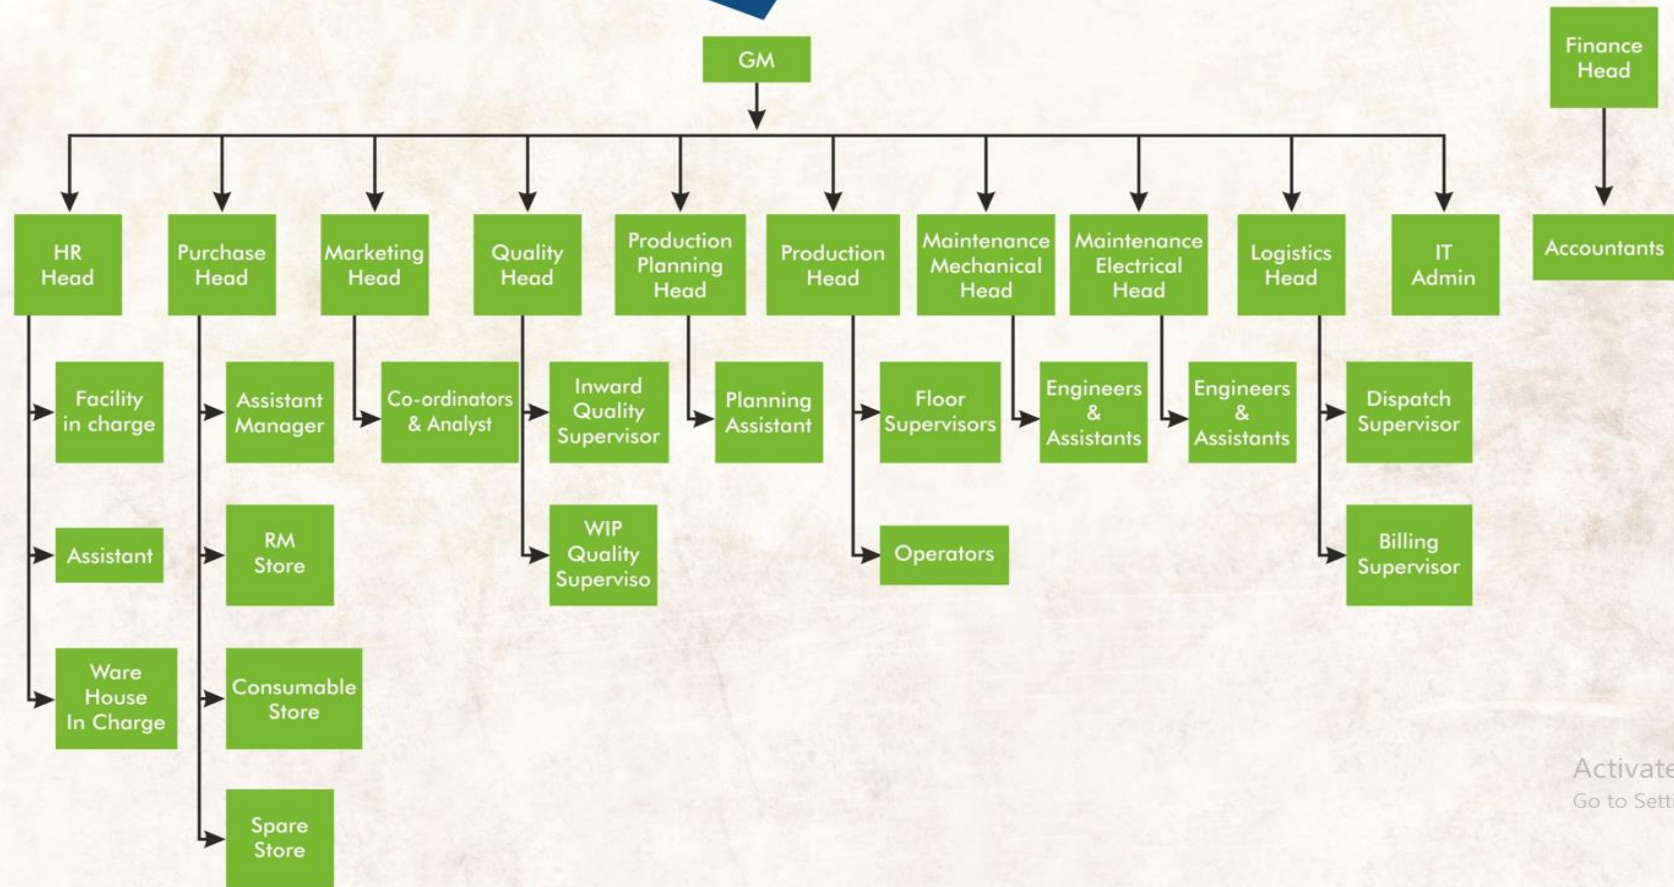 GM
Finance
Head
HR
Head
Purchase
Head
Marketing
Head
Quality
Head
Production
Planning
Head
Production
Head
Maintenance
Mechanical
Head
Maintenance
Electrical
Head
Logistics
Head
IT
Admin
Accountants
Facility
in charge
Assistant
Manager
Co-ordinators
& Analyst
Inward
Quality
Supervisor
Planning
Assistant
Floor
Supervisors
Engineers
&
Assistants
Engineers
&
Assistants
Dispatch
Supervisor
Assistant
RM
Store
WIP
Quality
Superviso
Operators
Billing
Supervisor
Ware
House
In Charge
Consumable
Store
Spare
Store
Activate
Go to Setti